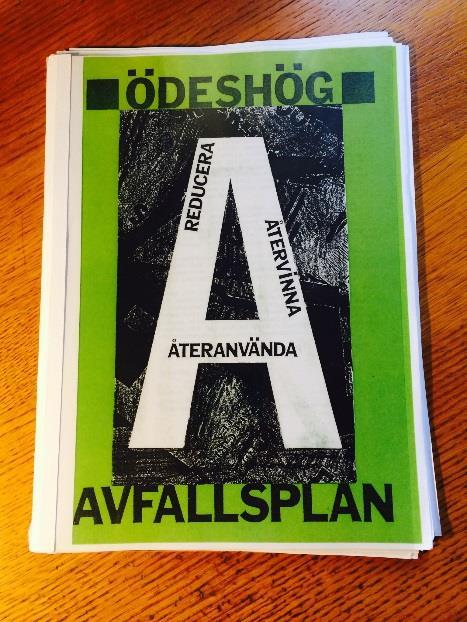 ÖDESHÖG
REDUCERA
ÅTERVINNA
ÅTERANVÄNDA
AVFALLSPLAN